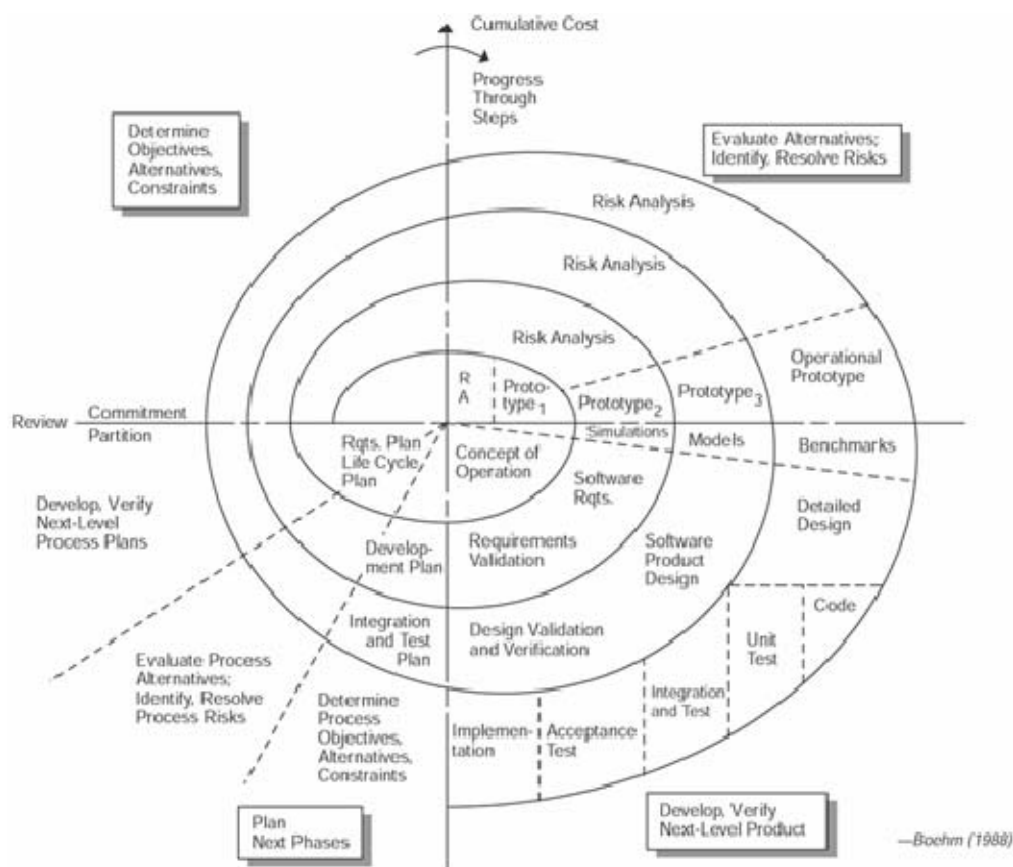 Cumulative Cost
Progress
Through
Steps
Determine
Objectives,
Alternatives,
Constraints
Evaluate Alternatives;
Identify, Resolve Risks
Risk Analysis
Risk Analysis
Risk Analysis
R
A
Proto-
type1
Prototype2
Prototype3
Operational
Prototype
Review
Commitment
Partition
Simulations
Models
Benchmarks
Rqts. Plan
Life Cycle
Plan
Concept of
Operation
Software
Rqts.
Detailed
Design
Develop, Verify
Next-Level
Process Plans
Develop-
ment Plan
Requirements
Validation
Software
Product
Design
Code
Integration
and Test
Plan
Design Validation
and Verification
Unit
Test
Evaluate Process
Alternatives;
Identify, Resolve
Process Risks
Determine
Process
Objectives,
Alternatives,
Constraints
Implemen-
tation
Acceptance
Test
Integration
and Test
Plan
Next Phases
Develop, Verify
Next-Level Product
—Boehm (1988)